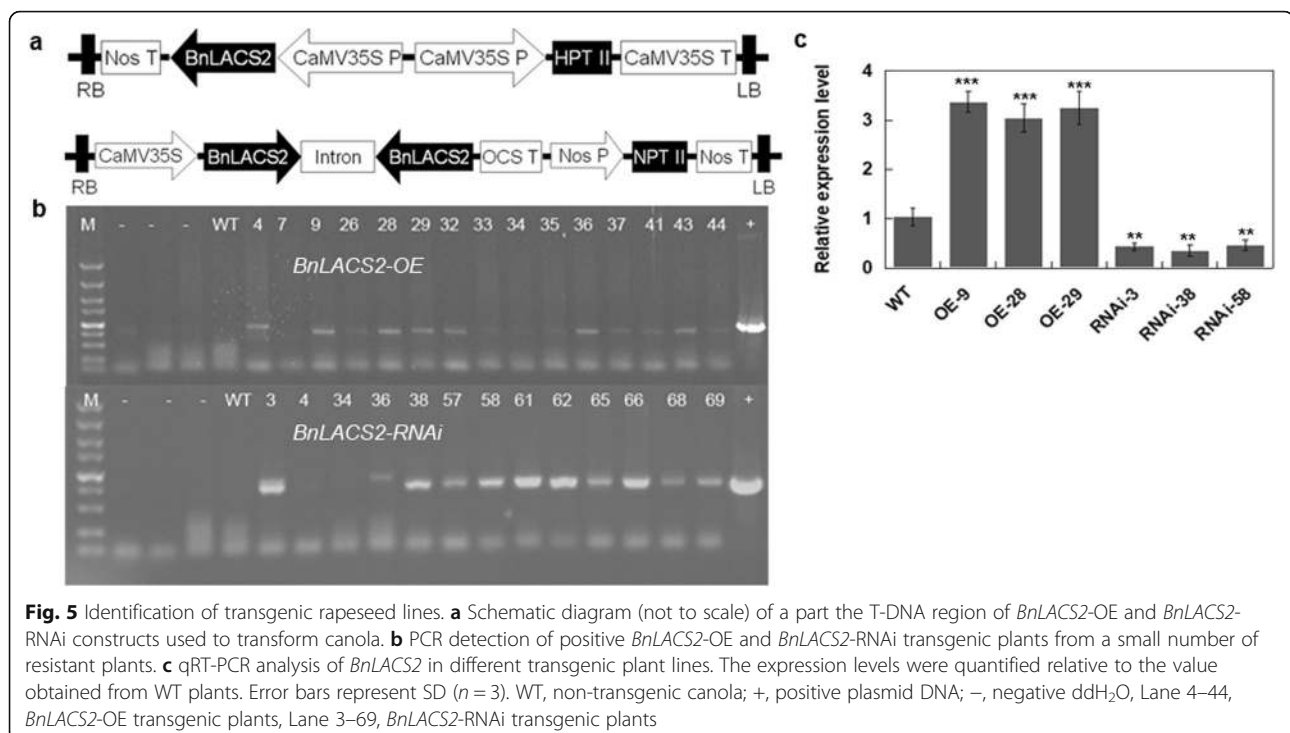 a
Nos T BnLACS2 CaMV35S P CaMV35S P HPT II CaMV35S T
RB LB
CaMV35S BnLACS2 Intron BnLACS2 OCS T Nos P NPT II Nos T
RB LB
b
M - - - WT 4 7 9 26 28 29 32 33 34 35 36 37 41 43 44 +
BnLACS2-OE
M - - - WT 3 4 34 36 38 57 58 61 62 65 66 68 69 +
BnLACS2-RNAi
c
Relative expression level
4
3
2
1
0
*** *** *** ** ** **
WT OE-9 OE-28 OE-29 RNAi-3 RNAi-38 RNAi-58
Fig. 5 Identification of transgenic rapeseed lines. a Schematic diagram (not to scale) of a part the T-DNA region of BnLACS2-OE and BnLACS2-
RNAi constructs used to transform canola. b PCR detection of positive BnLACS2-OE and BnLACS2-RNAi transgenic plants from a small number of
resistant plants. c qRT-PCR analysis of BnLACS2 in different transgenic plant lines. The expression levels were quantified relative to the value
obtained from WT plants. Error bars represent SD (n = 3). WT, non-transgenic canola; +, positive plasmid DNA; −, negative ddH₂O, Lane 4–44,
BnLACS2-OE transgenic plants, Lane 3–69, BnLACS2-RNAi transgenic plants